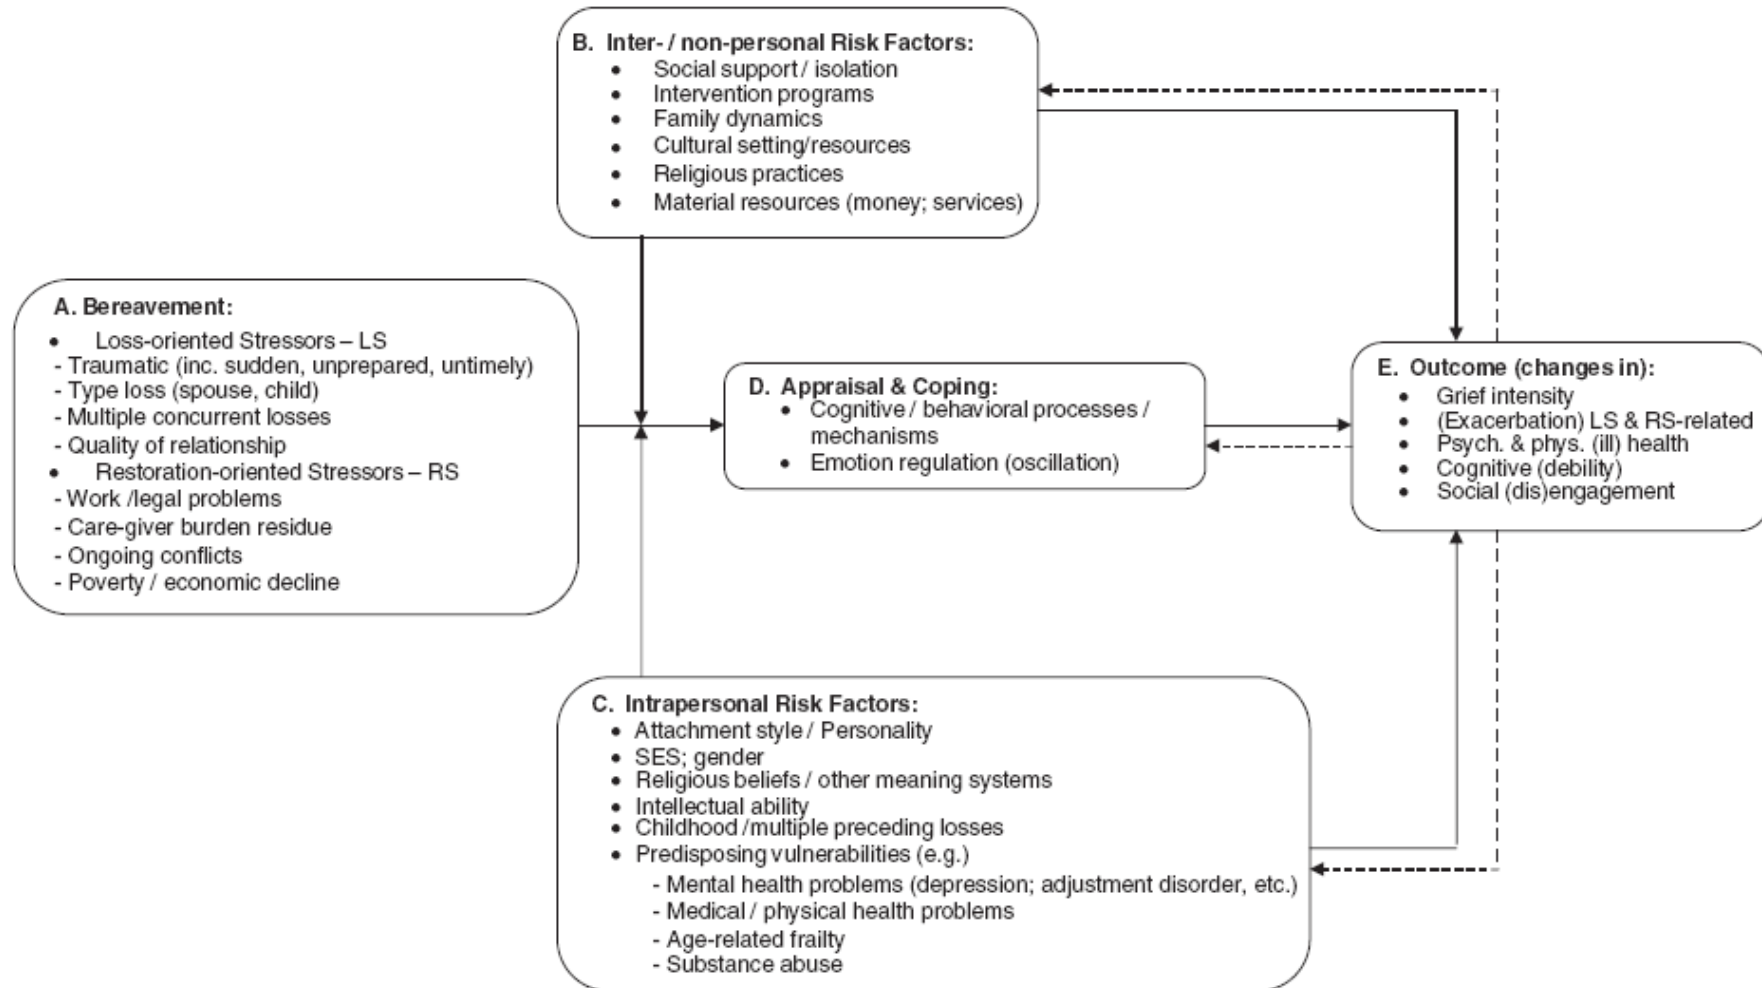 B. Inter- / non-personal Risk Factors:
• Social support / isolation
• Intervention programs
• Family dynamics
• Cultural setting/resources
• Religious practices
• Material resources (money; services)
A. Bereavement:
• Loss-oriented Stressors – LS
- Traumatic (inc. sudden, unprepared, untimely)
- Type loss (spouse, child)
- Multiple concurrent losses
- Quality of relationship
• Restoration-oriented Stressors – RS
- Work /legal problems
- Care-giver burden residue
- Ongoing conflicts
- Poverty / economic decline
D. Appraisal & Coping:
• Cognitive / behavioral processes /
mechanisms
• Emotion regulation (oscillation)
E. Outcome (changes in):
• Grief intensity
• (Exacerbation) LS & RS-related
• Psych. & phys. (ill) health
• Cognitive (debility)
• Social (dis)engagement
C. Intrapersonal Risk Factors:
• Attachment style / Personality
• SES; gender
• Religious beliefs / other meaning systems
• Intellectual ability
• Childhood /multiple preceding losses
• Predisposing vulnerabilities (e.g.)
- Mental health problems (depression; adjustment disorder, etc.)
- Medical / physical health problems
- Age-related frailty
- Substance abuse